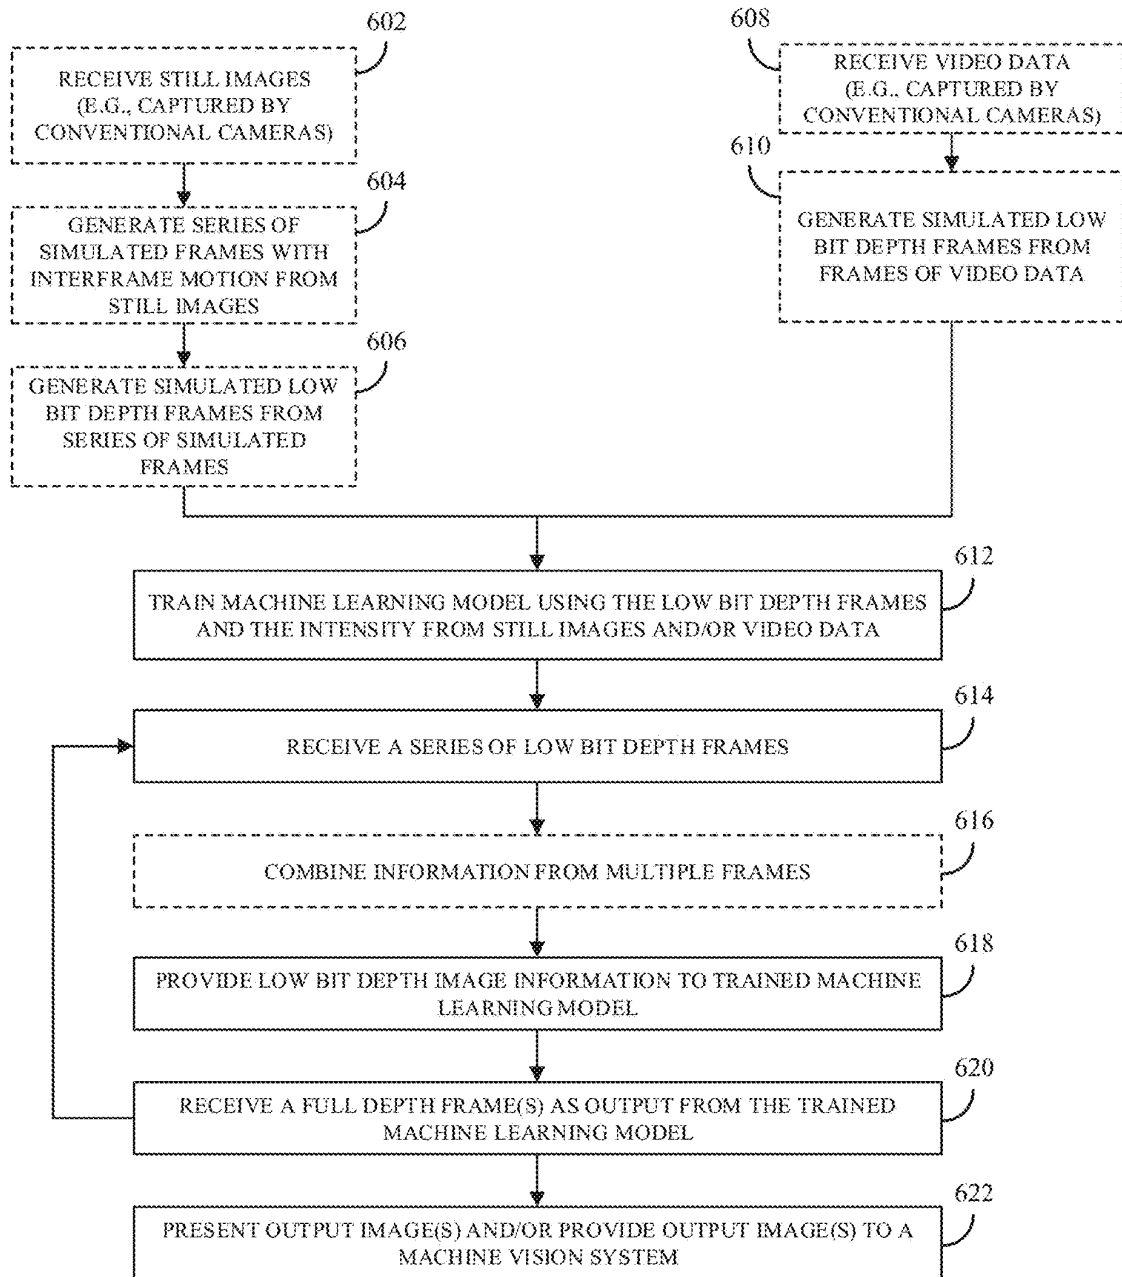 602
RECEIVE STILL IMAGES
(E.G., CAPTURED BY
CONVENTIONAL CAMERAS)
604
GENERATE SERIES OF
SIMULATED FRAMES WITH
INTERFRAME MOTION FROM
STILL IMAGES
606
GENERATE SIMULATED LOW
BIT DEPTH FRAMES FROM
SERIES OF SIMULATED
FRAMES
608
RECEIVE VIDEO DATA
(E.G., CAPTURED BY
CONVENTIONAL CAMERAS)
610
GENERATE SIMULATED LOW
BIT DEPTH FRAMES FROM
FRAMES OF VIDEO DATA
612
TRAIN MACHINE LEARNING MODEL USING THE LOW BIT DEPTH FRAMES
AND THE INTENSITY FROM STILL IMAGES AND/OR VIDEO DATA
614
RECEIVE A SERIES OF LOW BIT DEPTH FRAMES
616
COMBINE INFORMATION FROM MULTIPLE FRAMES
618
PROVIDE LOW BIT DEPTH IMAGE INFORMATION TO TRAINED MACHINE
LEARNING MODEL
620
RECEIVE A FULL DEPTH FRAME(S) AS OUTPUT FROM THE TRAINED
MACHINE LEARNING MODEL
622
PRESENT OUTPUT IMAGE(S) AND/OR PROVIDE OUTPUT IMAGE(S) TO A
MACHINE VISION SYSTEM